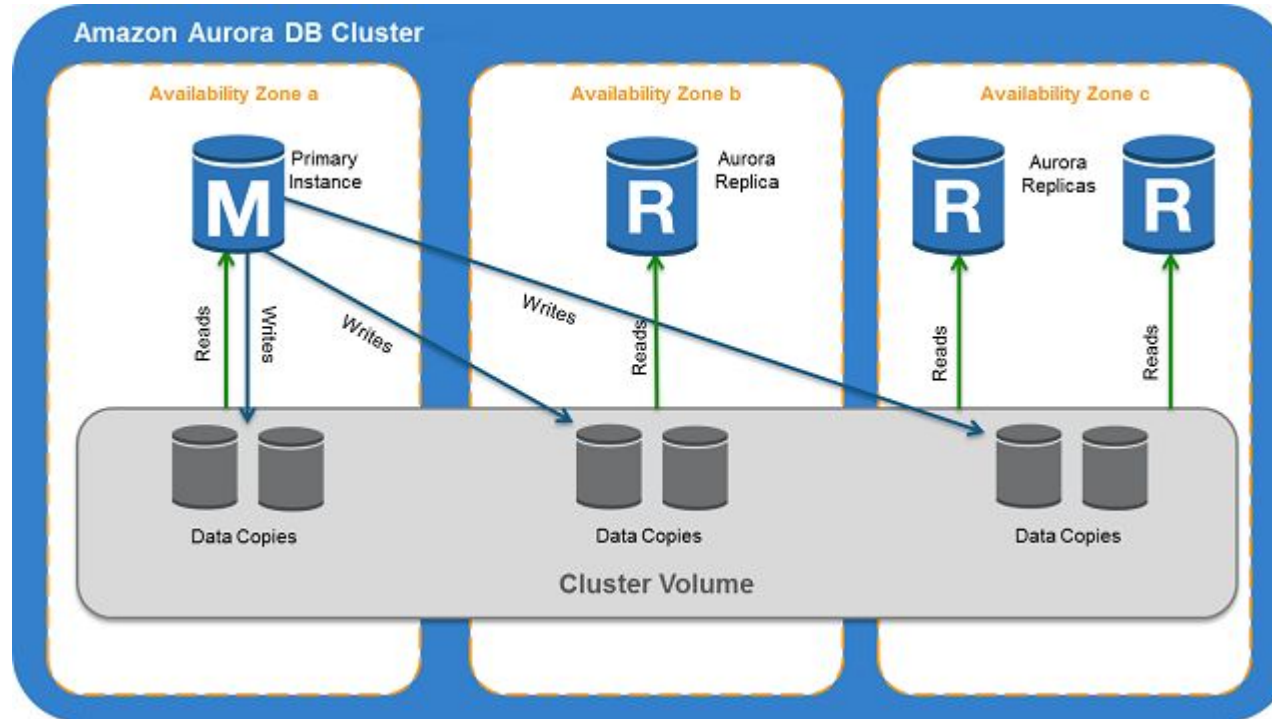 Amazon Aurora DB Cluster
Availability Zone a
Availability Zone b
Availability Zone c
M
Primary
Instance
R
Aurora
Replica
R
Aurora
Replicas
R
Reads
Writes
Writes
Writes
Reads
Reads
Reads
Data Copies
Data Copies
Data Copies
Cluster Volume